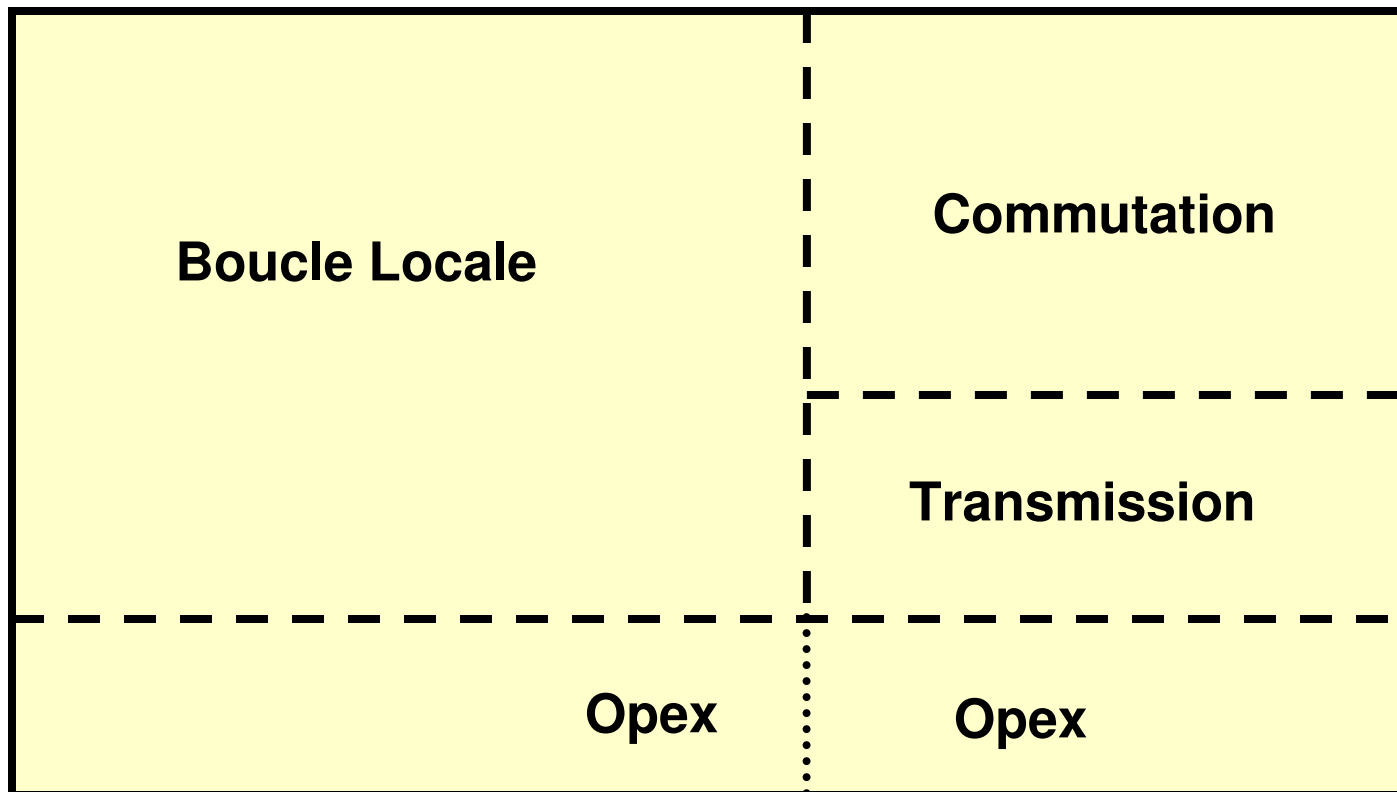 Boucle Locale
Commutation
Transmission
Opex
Opex